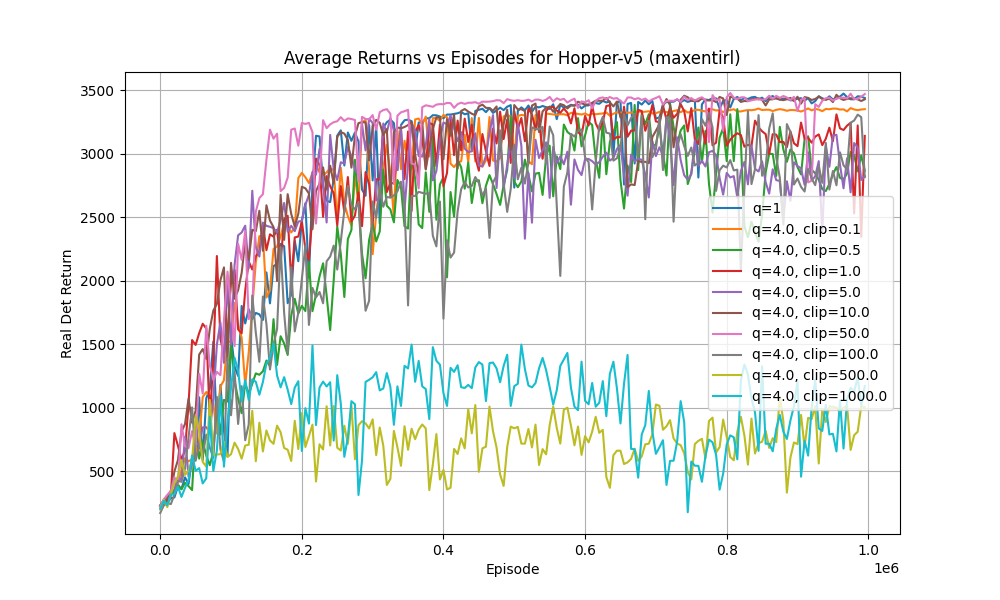 Average Returns vs Episodes for Hopper-v5 (maxentirl)
3500
3000
2500
2000
1500
1000
500
Real Det Return
q=1
q=4.0, clip=0.1
q=4.0, clip=0.5
q=4.0, clip=1.0
q=4.0, clip=5.0
q=4.0, clip=10.0
q=4.0, clip=50.0
q=4.0, clip=100.0
q=4.0, clip=500.0
q=4.0, clip=1000.0
0.0 0.2 0.4 0.6 0.8 1.0
1e6
Episode